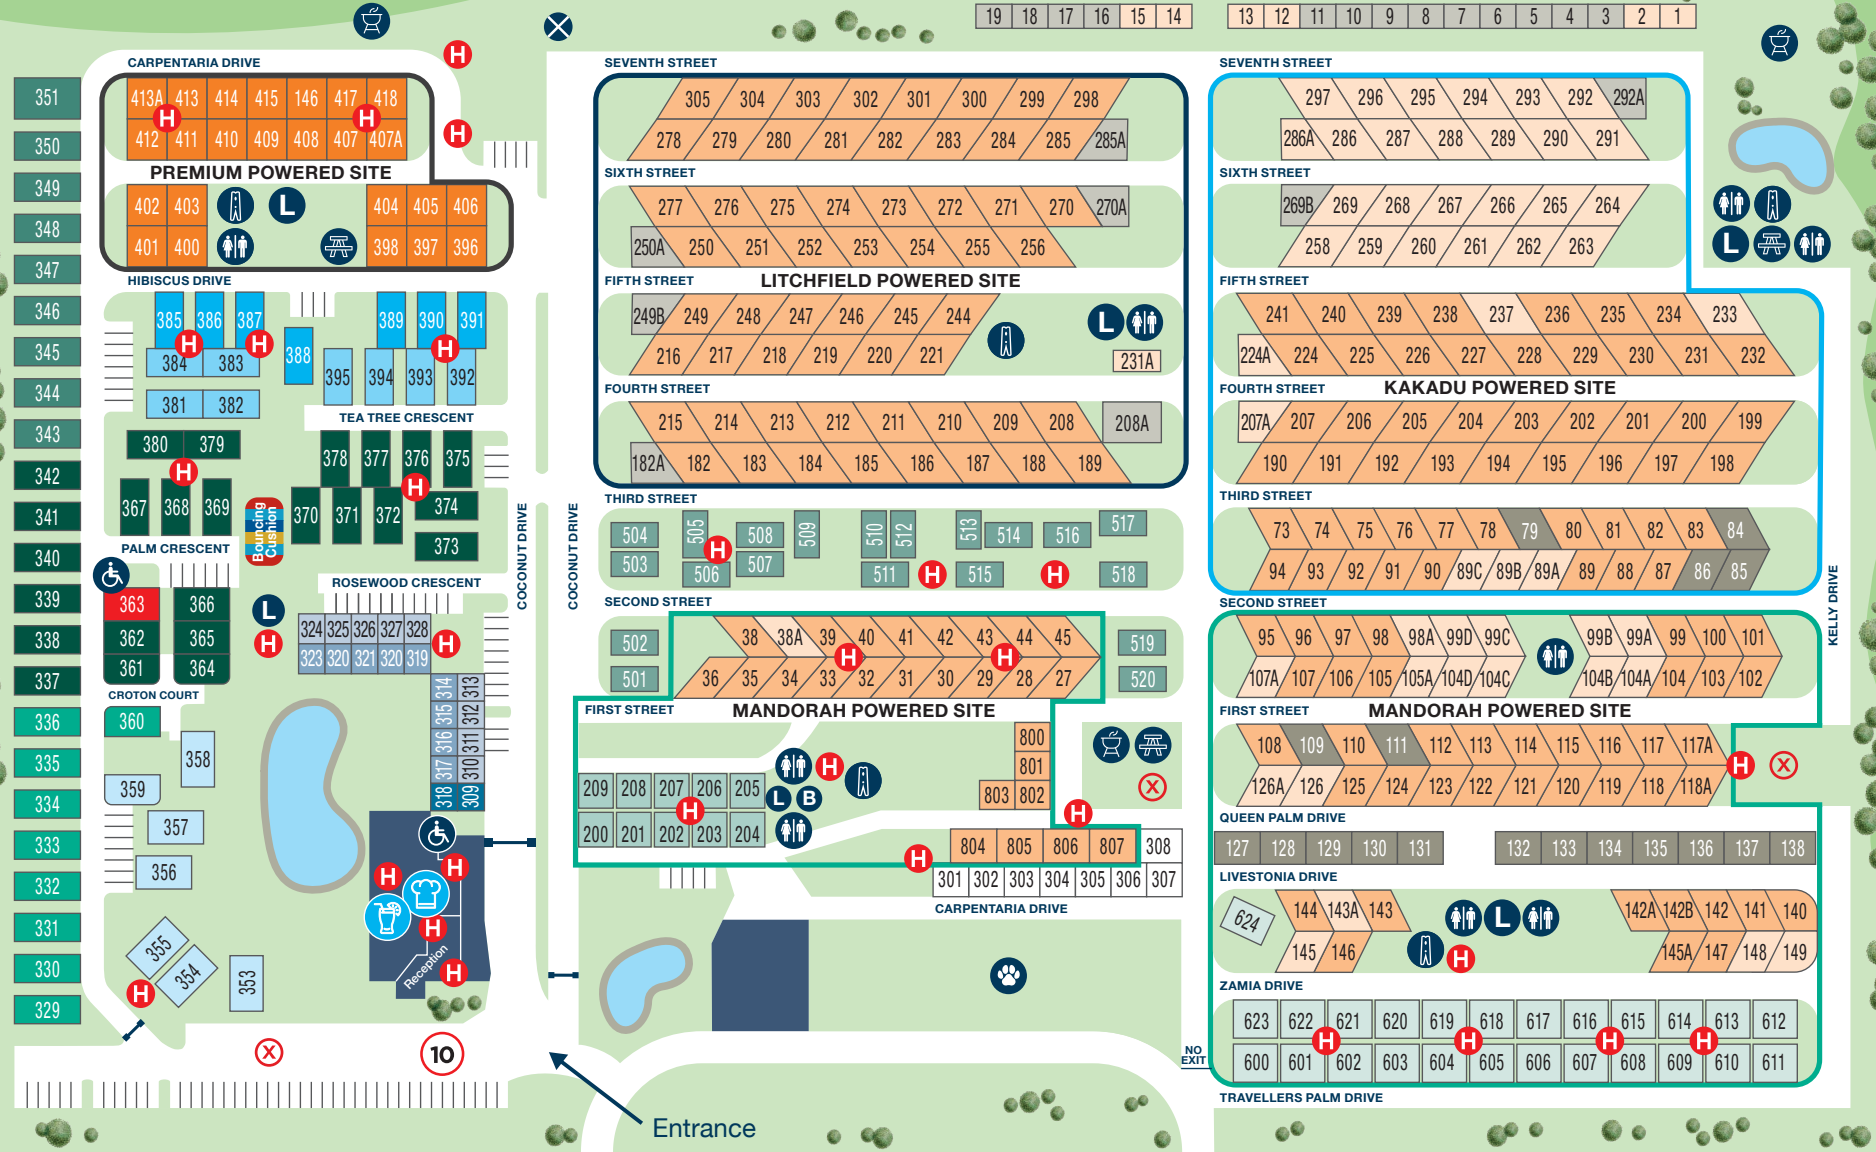 19 18 17 16 15 14
13 12 11 10 9 8 7 6 5 4 3 2 1
CARPENTARIA DRIVE
H
413A 413 414 415 146 417 418
H H
412 411 410 409 408 407 407A
H
PREMIUM POWERED SITE
402 403 L 404 405 406
401 400 398 397 396
HIBISCUS DRIVE
385 386 387 389 390 391
H H H
388
384 383
395 394 393 392
381 382
TEA TREE CRESCENT
380 379
378 377 376 375
H H
367 368 369
370 371 372 374
373
Bouncing
Cushion
PALM CRESCENT
ROSEWOOD CRESCENT
363 366
362 365
361 364
L
H
324 325 326 327 328
323 320 321 320 319
H
CROTON COURT
360
314 313
315 312
316 311
317 310
318 309
358
359
357
356
355
354
353
H
H
H
H
Reception
H
X
10
351
350
349
348
347
346
345
344
343
342
341
340
339
338
337
336
335
334
333
332
331
330
329
COCONUT DRIVE
COCONUT DRIVE
SEVENTH STREET
305 304 303 302 301 300 299 298
278 279 280 281 282 283 284 285 285A
SIXTH STREET
277 276 275 274 273 272 271 270 270A
250A 250 251 252 253 254 255 256
FIFTH STREET
LITCHFIELD POWERED SITE
249B 249 248 247 246 245 244
L
216 217 218 219 220 221
231A
FOURTH STREET
215 214 213 212 211 210 209 208 208A
182A 182 183 184 185 186 187 188 189
THIRD STREET
504 505 508 509 510 512 513 514 516 517
H
503 506 507 511 H 515 H 518
SECOND STREET
502 38 38A 39 40 41 42 43 44 45 519
H H
501 36 35 34 33 32 31 30 29 28 27 520
FIRST STREET
MANDORAH POWERED SITE
800
801
803 802
H
209 208 207 206 205
L B
H
200 201 202 203 204
X
H
H
804 805 806 807 308
301 302 303 304 305 306 307
CARPENTARIA DRIVE
Entrance
SEVENTH STREET
297 296 295 294 293 292 292A
286A 286 287 288 289 290 291
SIXTH STREET
269B 269 268 267 266 265 264
258 259 260 261 262 263
L
FIFTH STREET
241 240 239 238 237 236 235 234 233
224A 224 225 226 227 228 229 230 231 232
FOURTH STREET
KAKADU POWERED SITE
207A 207 206 205 204 203 202 201 200 199
190 191 192 193 194 195 196 197 198
THIRD STREET
73 74 75 76 77 78 79 80 81 82 83 84
94 93 92 91 90 89C 89B 89A 89 88 87 86 85
SECOND STREET
KELLY DRIVE
95 96 97 98 98A 99D 99C 99B 99A 99 100 101
107A 107 106 105 105A 104D 104C 104B 104A 104 103 102
FIRST STREET
MANDORAH POWERED SITE
108 109 110 111 112 113 114 115 116 117 117A
H X
126A 126 125 124 123 122 121 120 119 118 118A
QUEEN PALM DRIVE
127 128 129 130 131 132 133 134 135 136 137 138
LIVESTONIA DRIVE
624 144 143A 143 L 142A 142B 142 141 140
145 146 H 145A 147 148 149
ZAMIA DRIVE
623 622 621 620 619 618 617 616 615 614 613 612
H H H H
600 601 602 603 604 605 606 607 608 609 610 611
NO
EXIT
TRAVELLERS PALM DRIVE